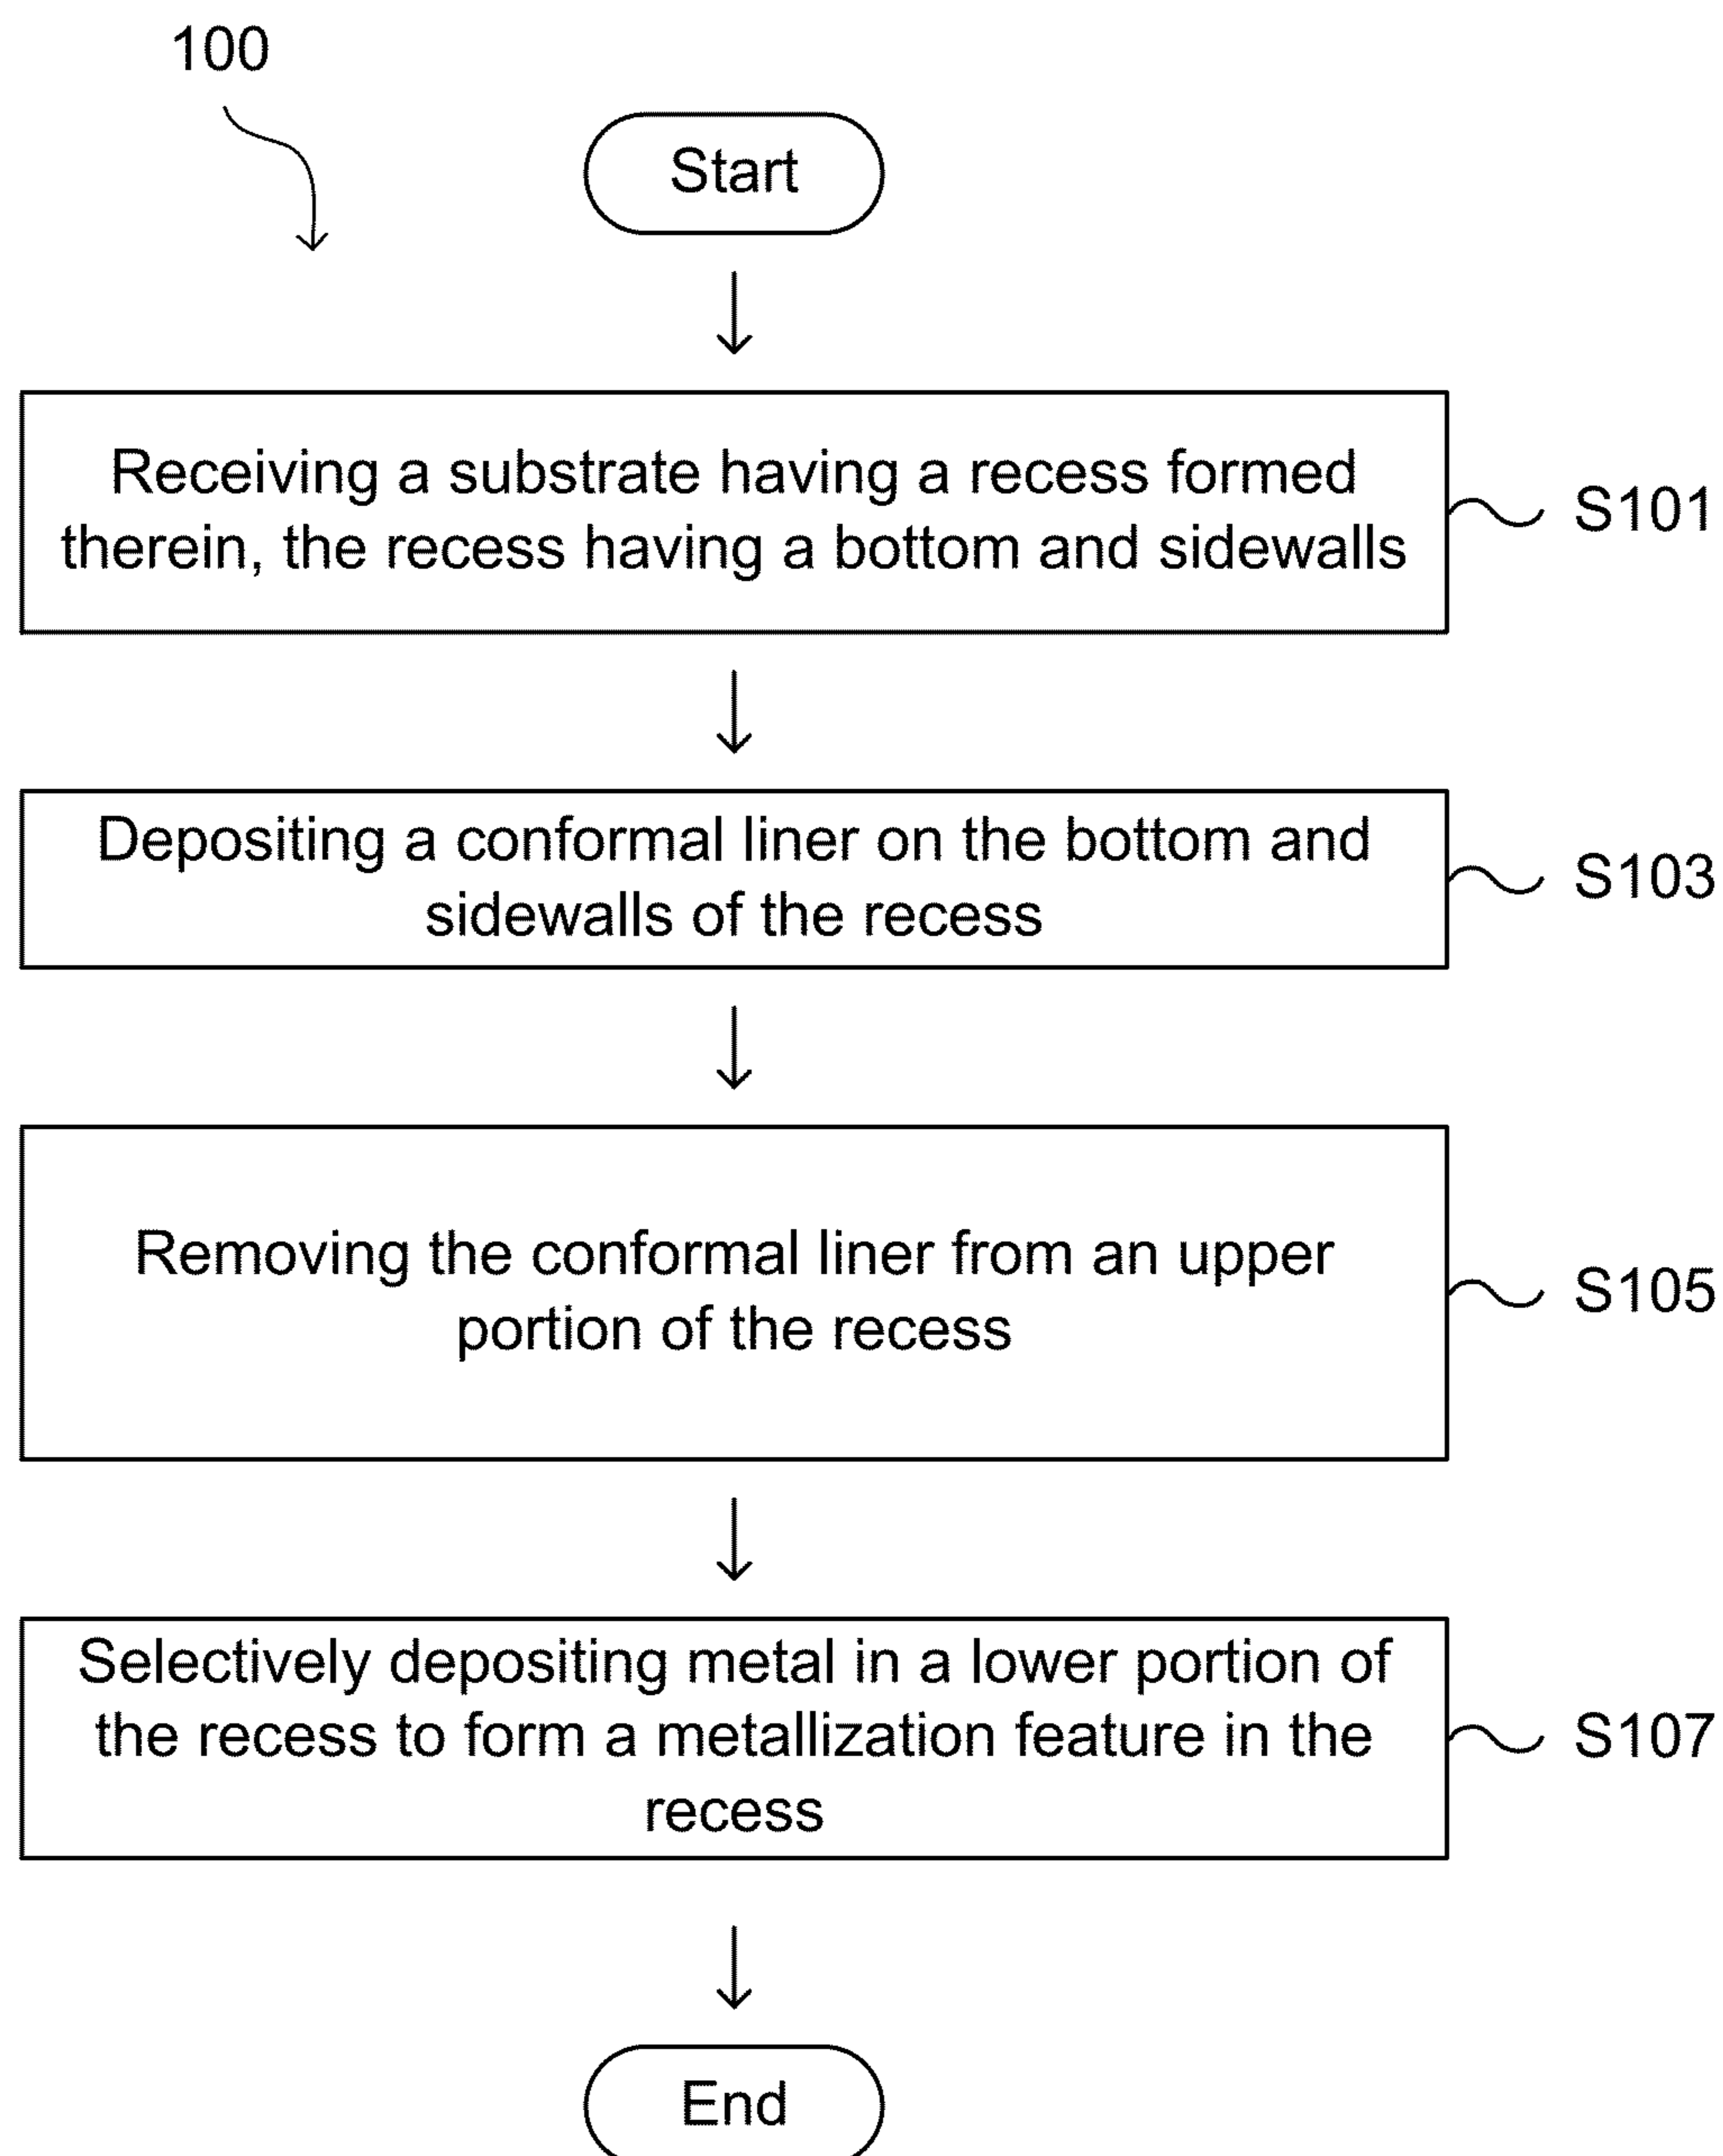 100
Start
Receiving a substrate having a recess formed
therein, the recess having a bottom and sidewalls
S101
Depositing a conformal liner on the bottom and
sidewalls of the recess
S103
Removing the conformal liner from an upper
portion of the recess
S105
Selectively depositing metal in a lower portion of
the recess to form a metallization feature in the
recess
S107
End